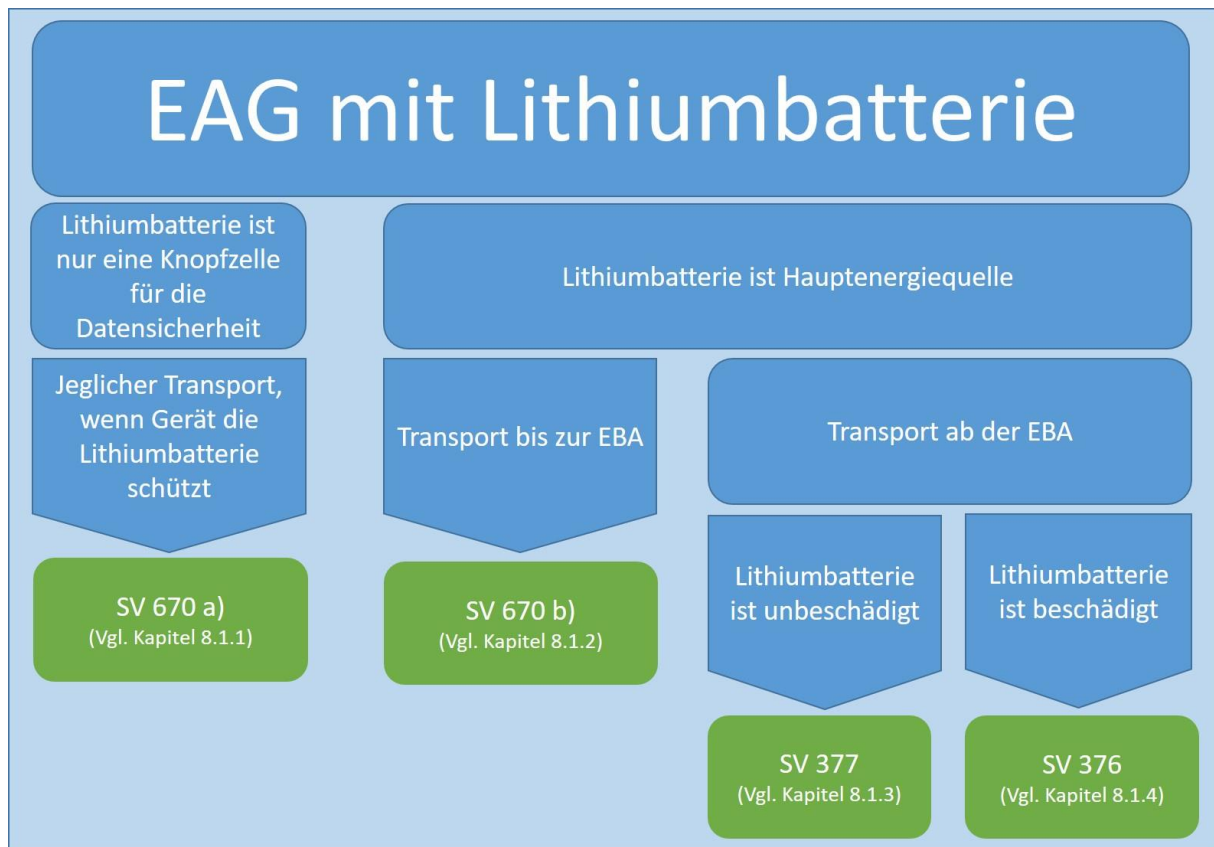 EAG mit Lithiumbatterie
Lithiumbatterie ist
nur eine Knopfzelle
für die
Datensicherheit
Lithiumbatterie ist Hauptenergiequelle
Jeglicher Transport,
wenn Gerät die
Lithiumbatterie
schützt
Transport bis zur EBA
Transport ab der EBA
SV 670 a)
(Vgl. Kapitel 8.1.1)
SV 670 b)
(Vgl. Kapitel 8.1.2)
Lithiumbatterie
ist unbeschädigt
Lithiumbatterie
ist beschädigt
SV 377
(Vgl. Kapitel 8.1.3)
SV 376
(Vgl. Kapitel 8.1.4)